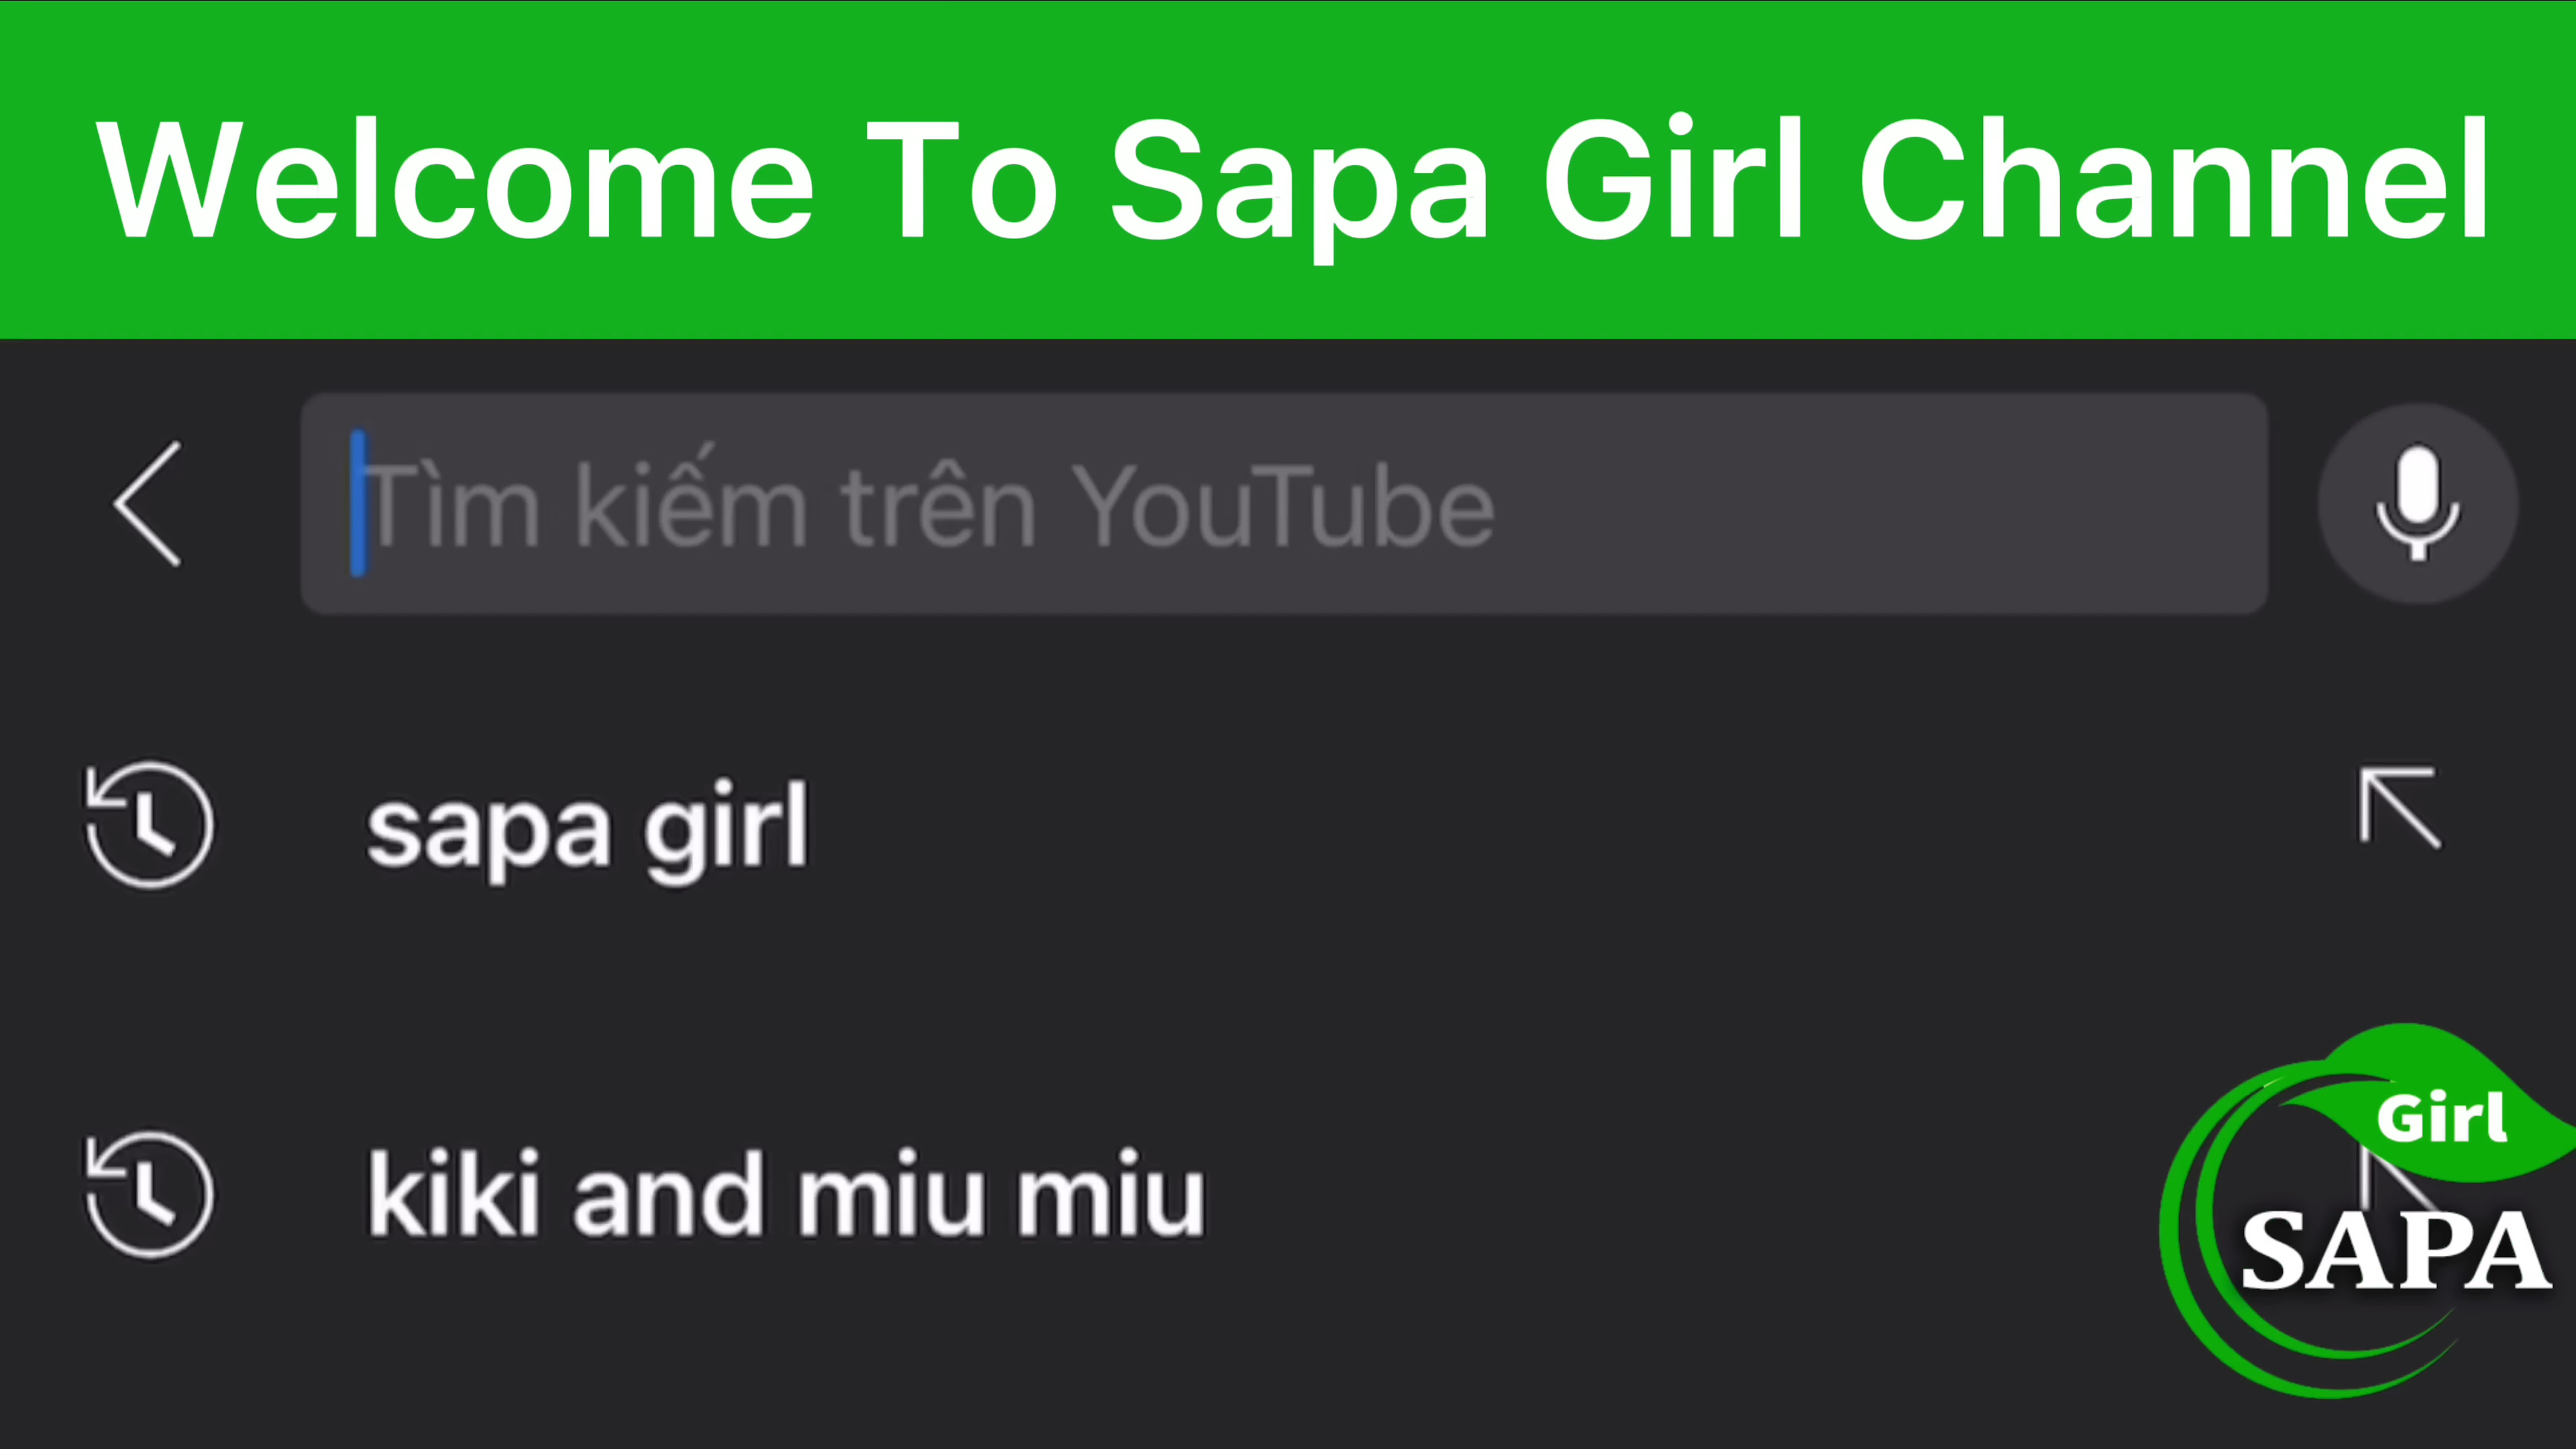 Welcome To Sapa Girl Channel
Tìm kiếm trên YouTube
sapa girl
kiki and miu miu
Girl
SAPA